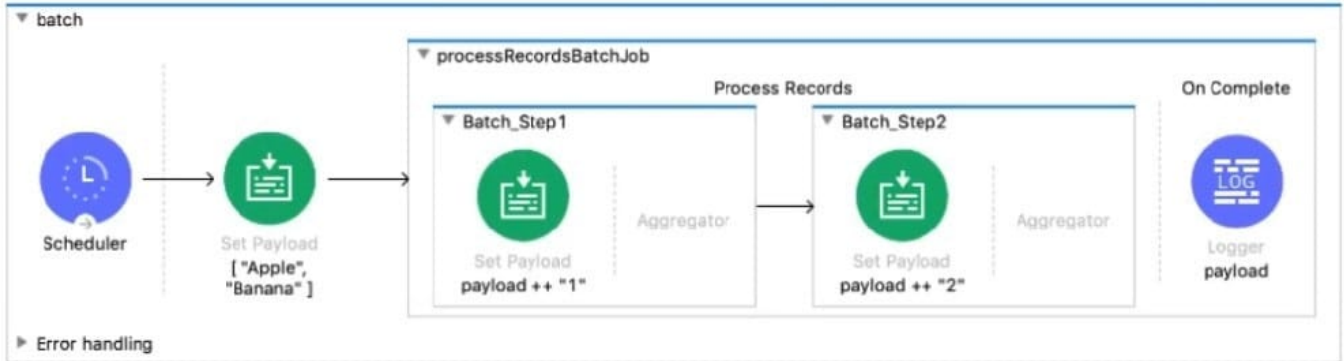 batch
processRecordsBatchJob
Process Records
On Complete
Batch_Step1
Batch_Step2
LOG
Aggregator
Aggregator
Scheduler
Set Payload
[ "Apple",
"Banana" ]
Set Payload
payload ++ "1"
Set Payload
payload ++ "2"
Logger
payload
Error handling